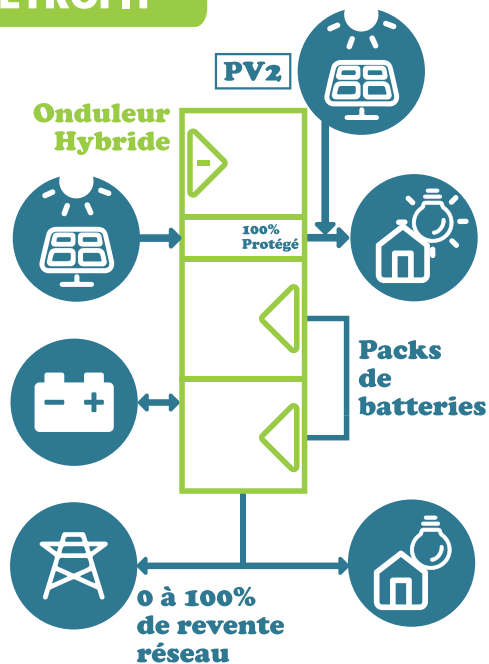 PV2
Onduleur
Hybride
100%
Protégé
Packs
de
batteries
0 à 100%
de revente
réseau